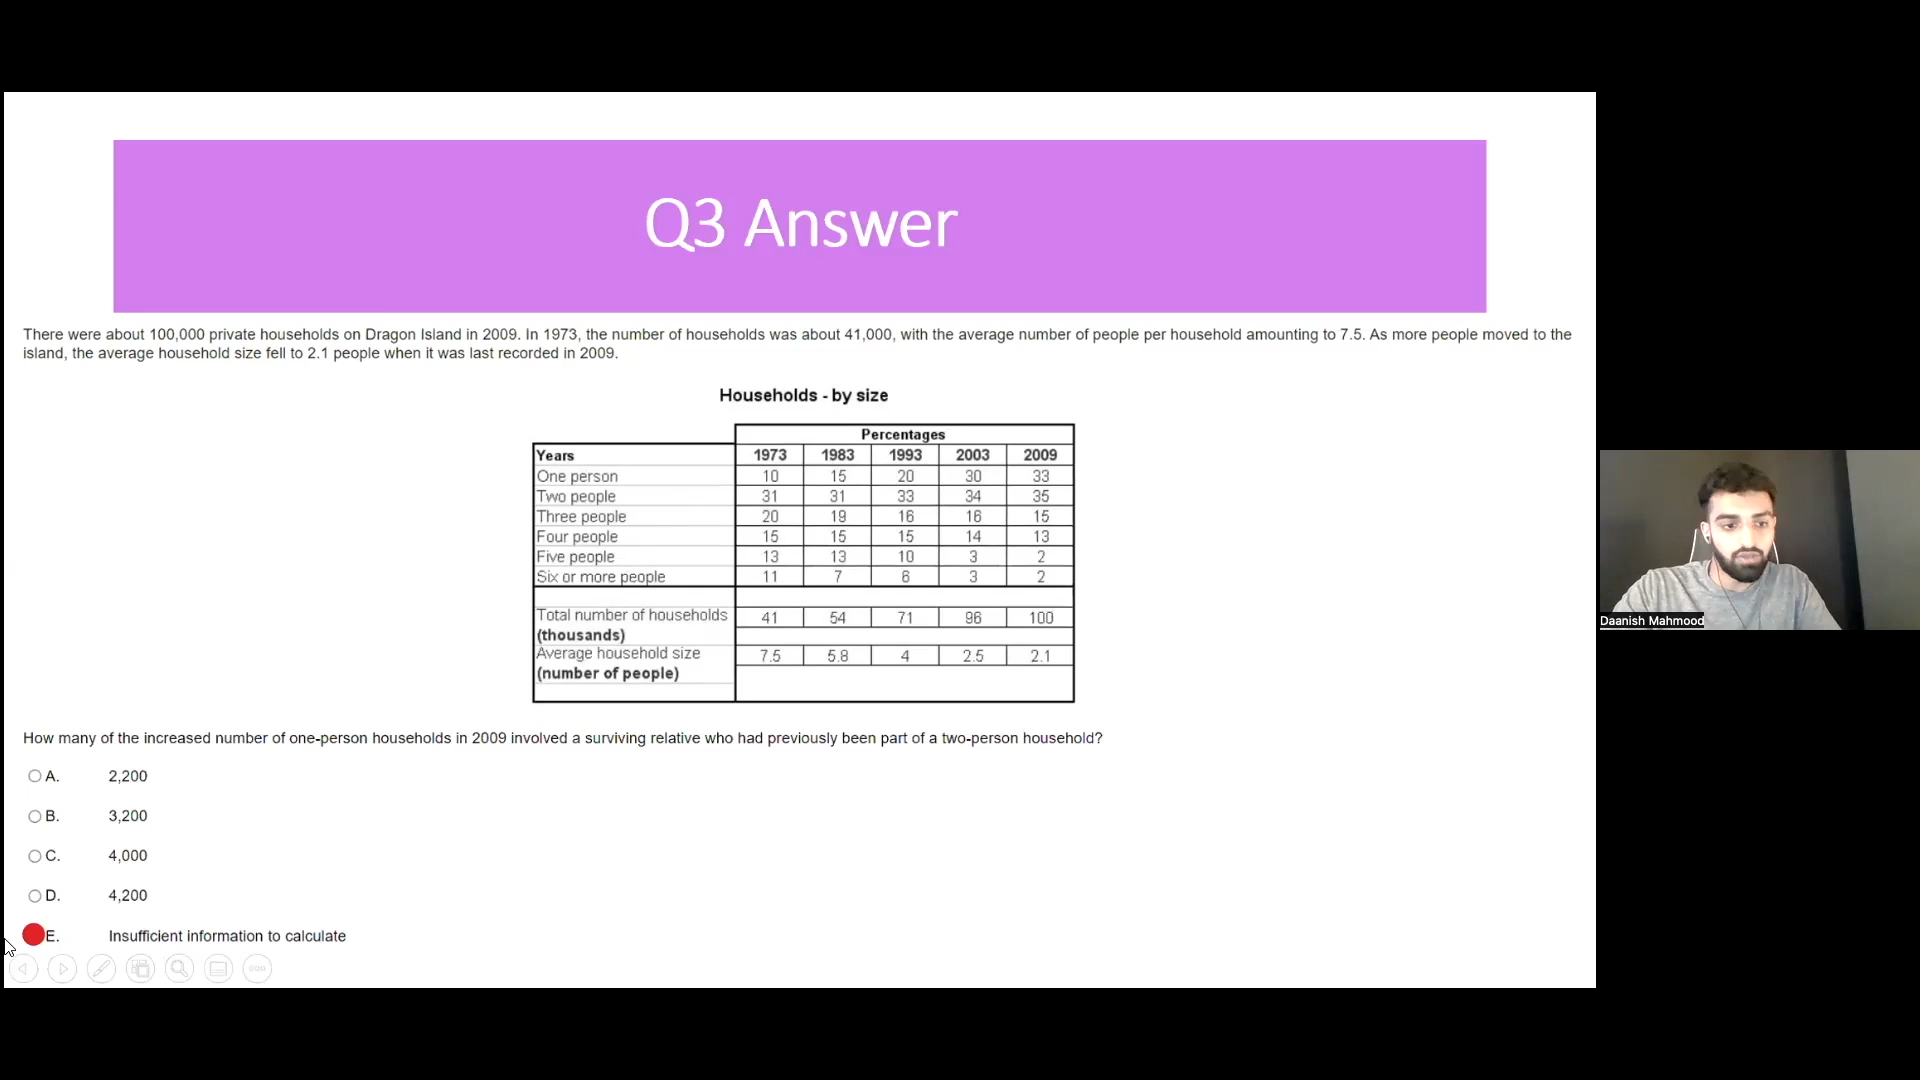 Q3 Answer
There were about 100,000 private households on Dragon Island in 2009. In 1973, the number of households was about 41,000, with the average number of people per household amounting to 7.5. As more people moved to the
island, the average household size fell to 2.1 people when it was last recorded in 2009.
Households - by size
Percentages
Years 1973 1983 1993 2003 2009
One person 10 15 20 30 33
Two people 31 31 33 34 35
Three people 20 19 16 16 15
Four people 15 15 15 14 13
Five people 13 13 10 3 2
Six or more people 11 7 6 3 2
Total number of households 41 54 71 96 100
(thousands)
Average household size 7.5 5.8 4 2.5 2.1
(number of people)
How many of the increased number of one-person households in 2009 involved a surviving relative who had previously been part of a two-person household?
A. 2,200
B. 3,200
C. 4,000
D. 4,200
E. Insufficient information to calculate
Daanish Mahmood